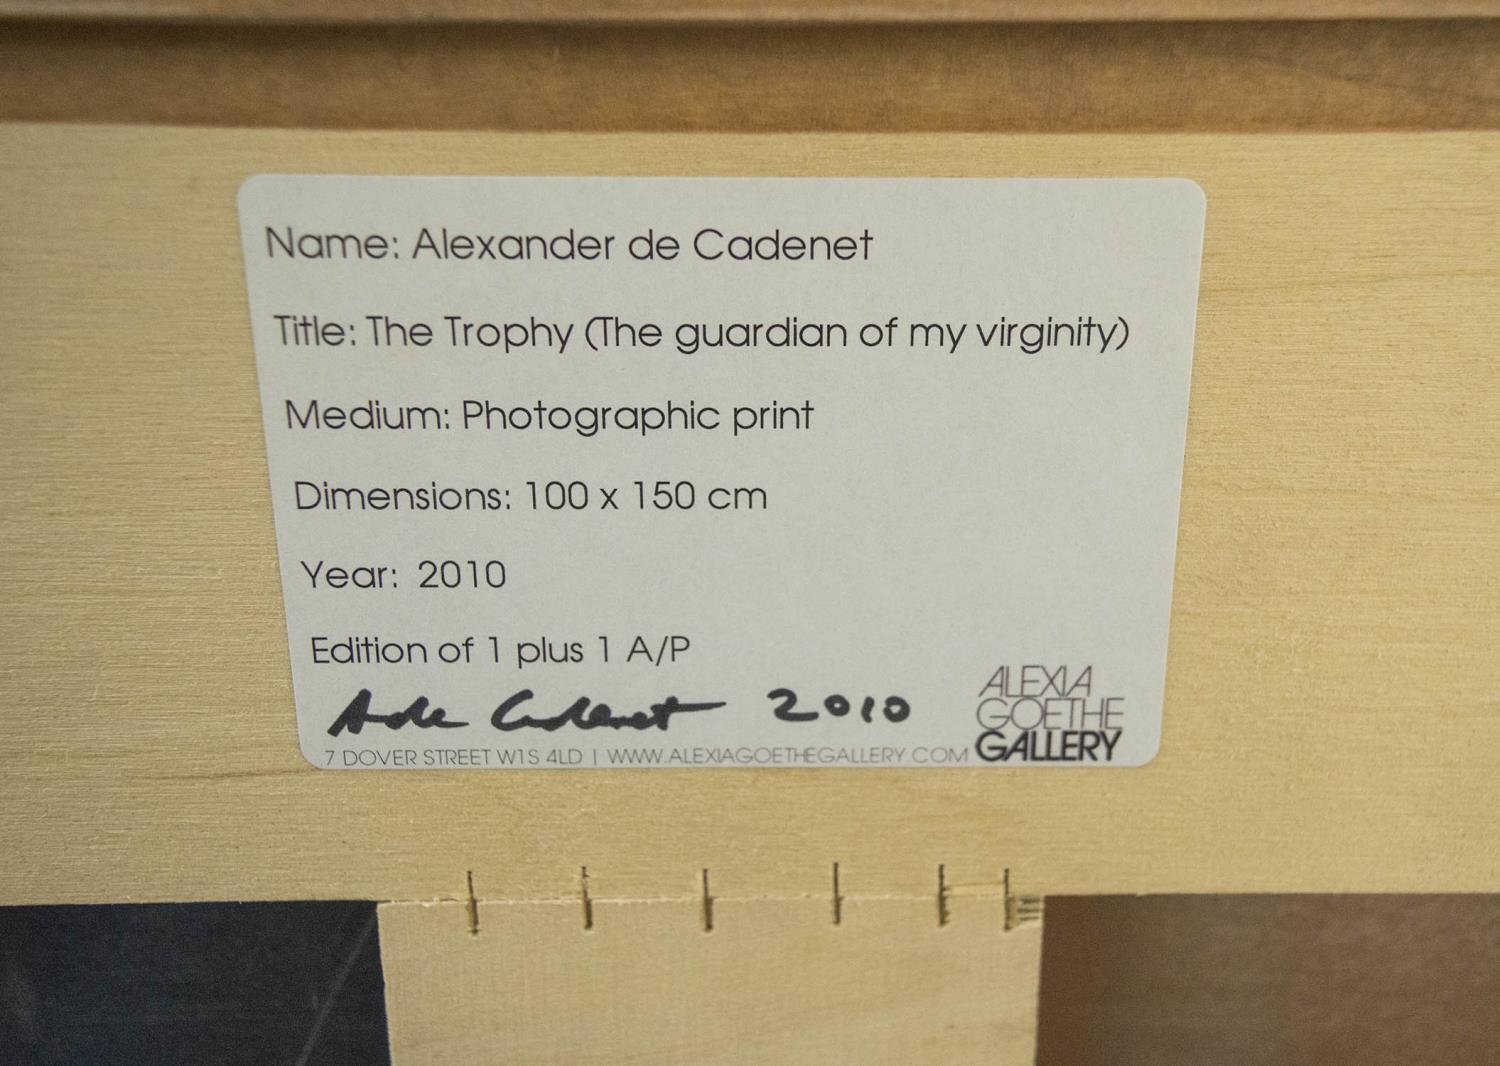 Name: Alexander de Cadenet
Title: The Trophy (The guardian of my virginity)
Medium: Photographic print
Dimensions: 100 x 150 cm
Year: 2010
Edition of 1 plus 1 A/P
A de Cadenet 2010
7 DOVER STREET W1S 4LD | WWW.ALEXIAGOETHEGALLERY.COM
ALEXIA
GOETHE
GALLERY